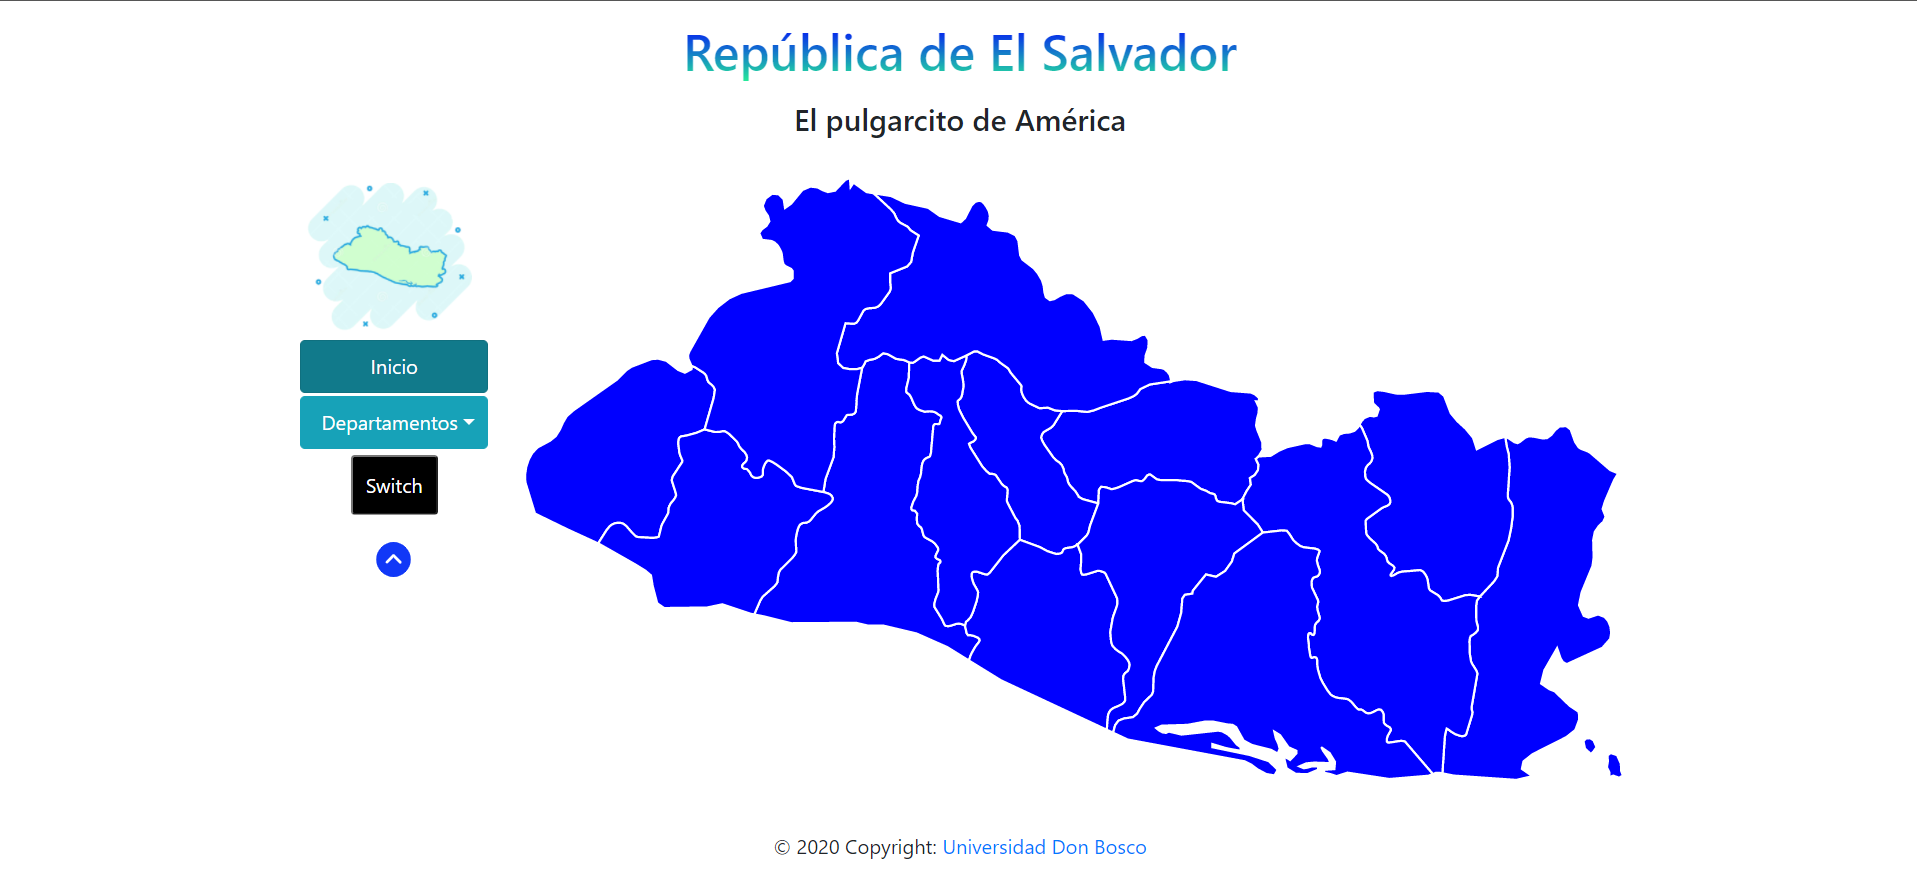 República de El Salvador
El pulgarcito de América
Inicio
Departamentos
Switch
© 2020 Copyright: Universidad Don Bosco